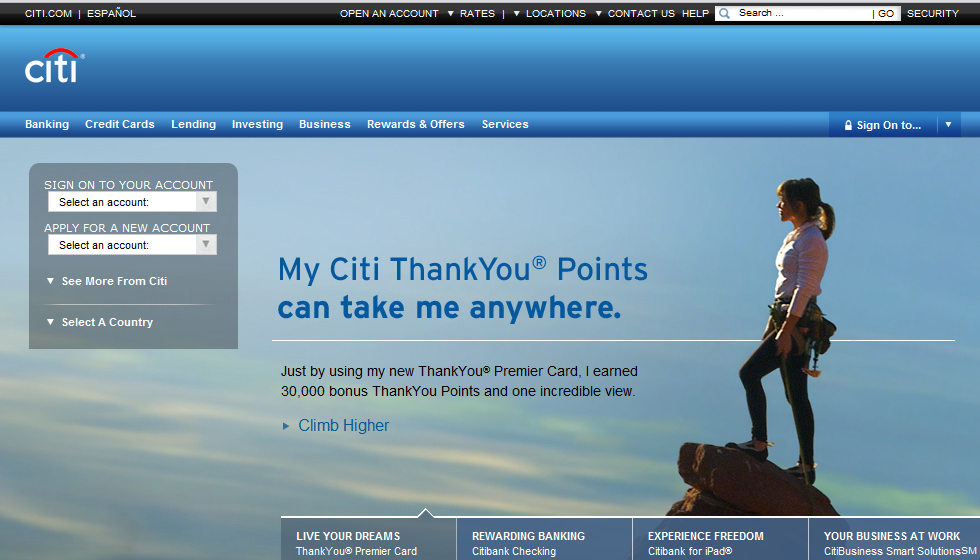 CITI.COM | ESPAÑOL
OPEN AN ACCOUNT ▼ RATES | ▼ LOCATIONS ▼ CONTACT US HELP Search ... | GO SECURITY
citi®
Banking Credit Cards Lending Investing Business Rewards & Offers Services Sign On to... ▼
SIGN ON TO YOUR ACCOUNT
Select an account: ▼
APPLY FOR A NEW ACCOUNT
Select an account: ▼
▼ See More From Citi
▼ Select A Country
My Citi ThankYou® Points
can take me anywhere.
Just by using my new ThankYou® Premier Card, I earned
30,000 bonus ThankYou Points and one incredible view.
Climb Higher
LIVE YOUR DREAMS
ThankYou® Premier Card
REWARDING BANKING
Citibank Checking
EXPERIENCE FREEDOM
Citibank for iPad®
YOUR BUSINESS AT WORK
CitiBusiness Smart Solutions℠